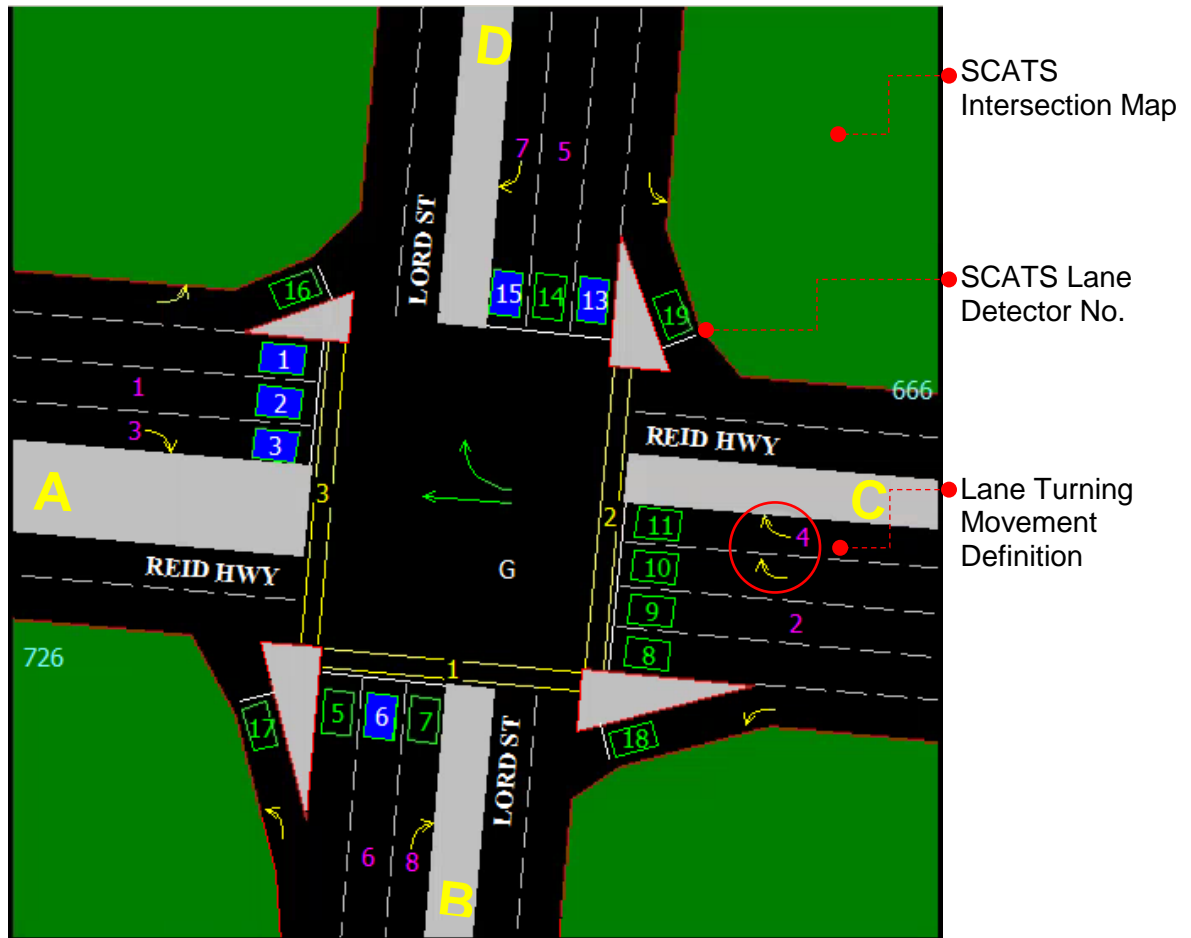 D
SCATS
Intersection Map
7
5
LORD ST
16
15
14
13
19
SCATS Lane
Detector No.
1
1
2
3
3
666
REID HWY
A
3
2
C
11
4
10
9
2
8
Lane Turning
Movement
Definition
G
REID HWY
726
1
5
6
7
17
18
LORD ST
6
8
B